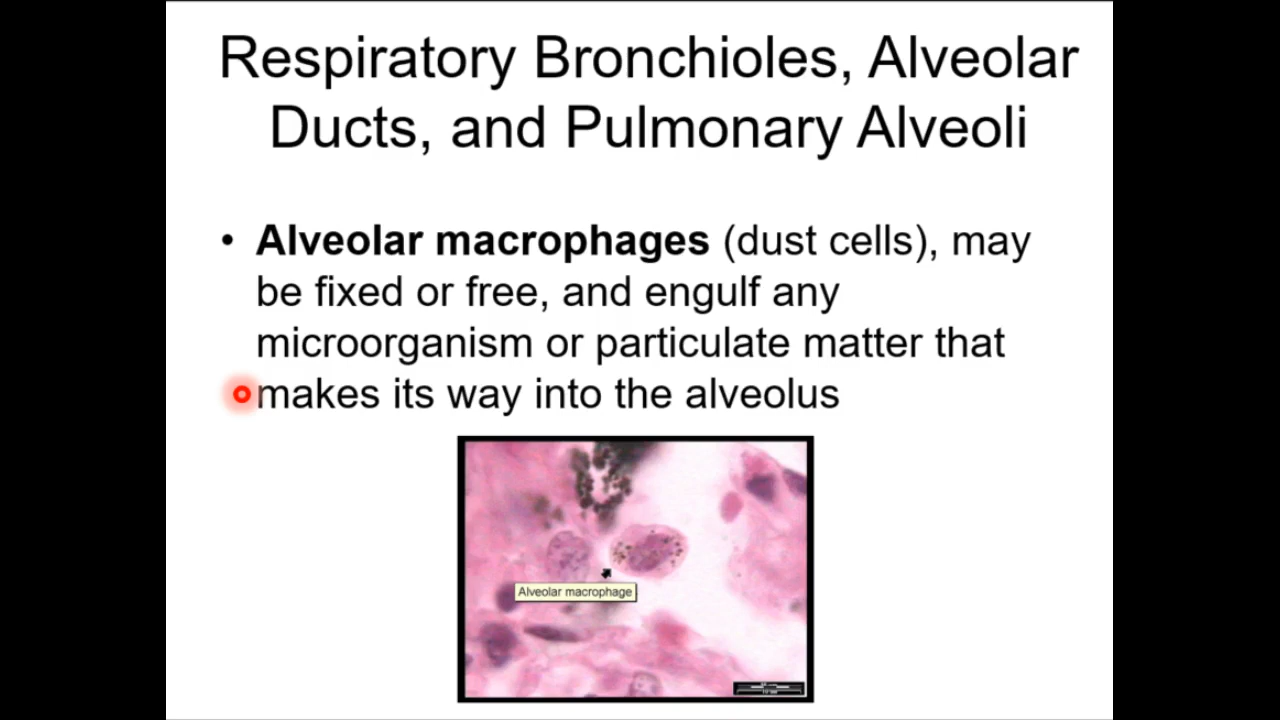 Respiratory Bronchioles, Alveolar
Ducts, and Pulmonary Alveoli
• Alveolar macrophages (dust cells), may
be fixed or free, and engulf any
microorganism or particulate matter that
makes its way into the alveolus
Alveolar macrophage